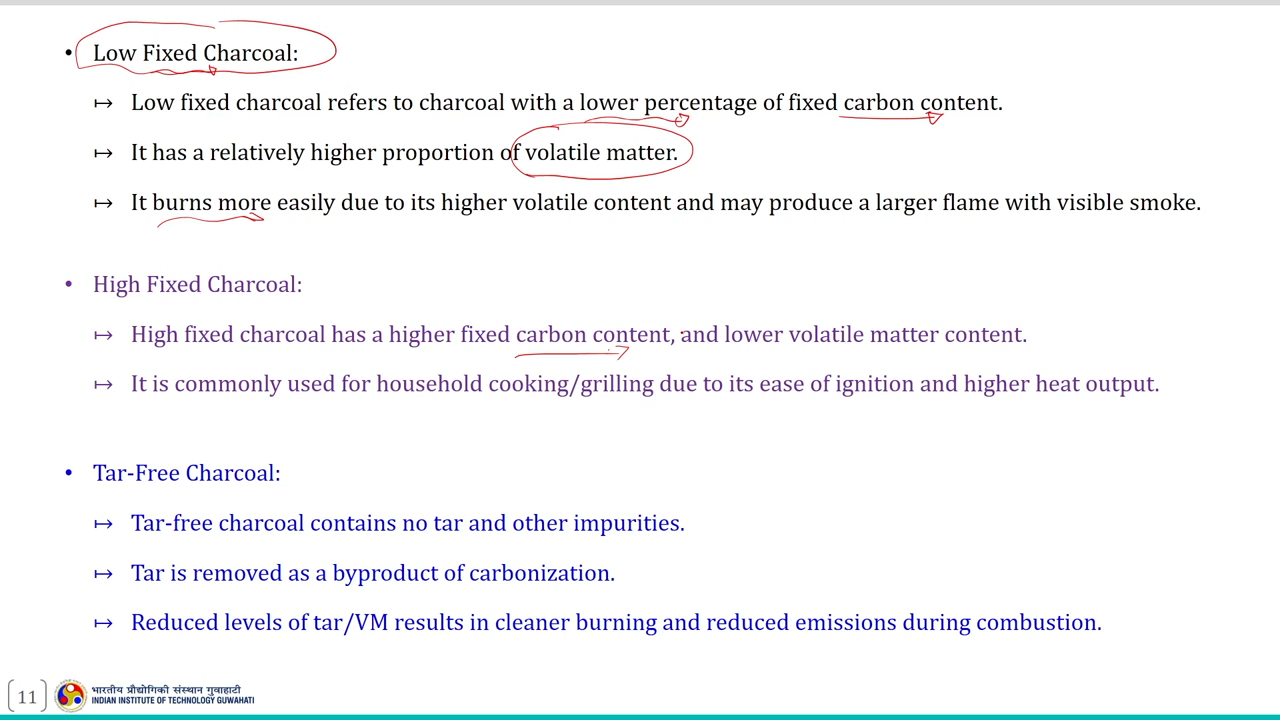 • Low Fixed Charcoal:
↦ Low fixed charcoal refers to charcoal with a lower percentage of fixed carbon content.
↦ It has a relatively higher proportion of volatile matter.
↦ It burns more easily due to its higher volatile content and may produce a larger flame with visible smoke.
• High Fixed Charcoal:
↦ High fixed charcoal has a higher fixed carbon content, and lower volatile matter content.
↦ It is commonly used for household cooking/grilling due to its ease of ignition and higher heat output.
• Tar-Free Charcoal:
↦ Tar-free charcoal contains no tar and other impurities.
↦ Tar is removed as a byproduct of carbonization.
↦ Reduced levels of tar/VM results in cleaner burning and reduced emissions during combustion.
11
भारतीय प्रौद्योगिकी संस्थान गुवाहाटी
INDIAN INSTITUTE OF TECHNOLOGY GUWAHATI